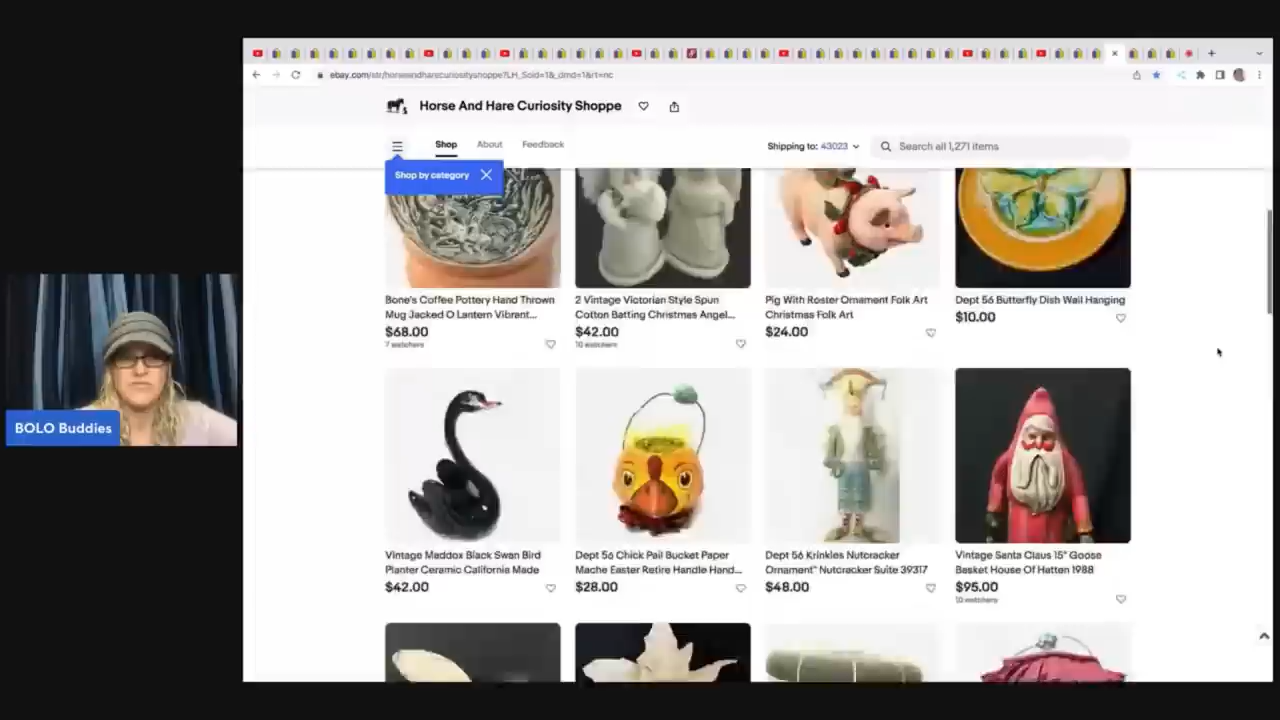 ebay.com/str/horseandharecuriosityshoppe?LH_Sold=1&_dmd=1&rt=nc
Horse And Hare Curiosity Shoppe
Shop About Feedback
Shipping to: 43023
Search all 1,271 items
Shop by category
Bone's Coffee Pottery Hand Thrown
Mug Jacked O Lantern Vibrant...
$68.00
7 watchers
2 Vintage Victorian Style Spun
Cotton Batting Christmas Angel...
$42.00
10 watchers
Pig With Roster Ornament Folk Art
Christmas Folk Art
$24.00
Dept 56 Butterfly Dish Wall Hanging
$10.00
BOLO Buddies
Vintage Maddox Black Swan Bird
Planter Ceramic California Made
$42.00
Dept 56 Chick Pail Bucket Paper
Mache Easter Retire Handle Hand...
$28.00
Dept 56 Krinkles Nutcracker
Ornament" Nutcracker Suite 39317
$48.00
Vintage Santa Claus 15" Goose
Basket House Of Hatten 1988
$95.00
10 watchers